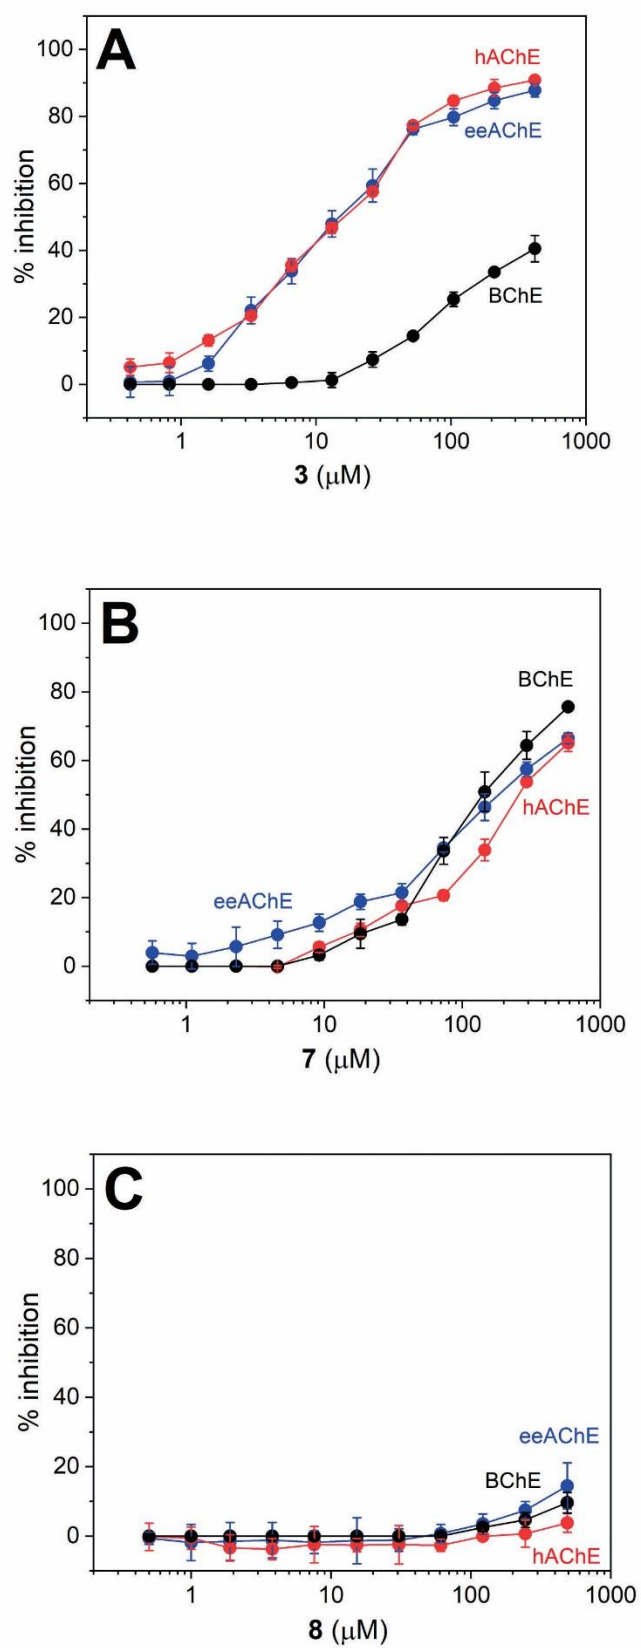 A
100
80
60
40
20
0
% inhibition
hAChE
eeAChE
BChE
1
10
100
1000
3 (μM)
B
100
80
60
40
20
0
% inhibition
BChE
hAChE
eeAChE
1
10
100
1000
7 (μM)
C
100
80
60
40
20
0
% inhibition
eeAChE
BChE
hAChE
1
10
100
1000
8 (μM)